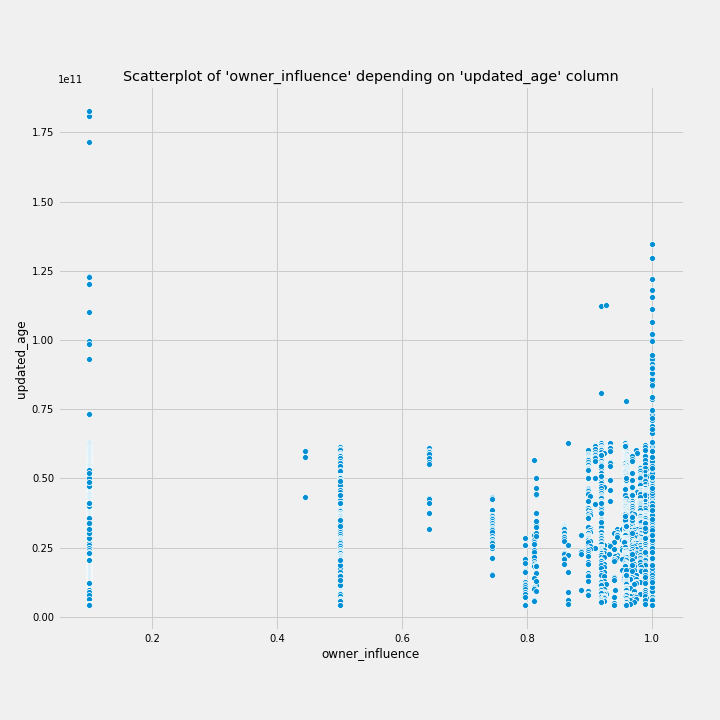 Scatterplot of 'owner_influence' depending on 'updated_age' column
1e11
1.75
1.50
1.25
1.00
0.75
0.50
0.25
0.00
updated_age
0.2 0.4 0.6 0.8 1.0
owner_influence